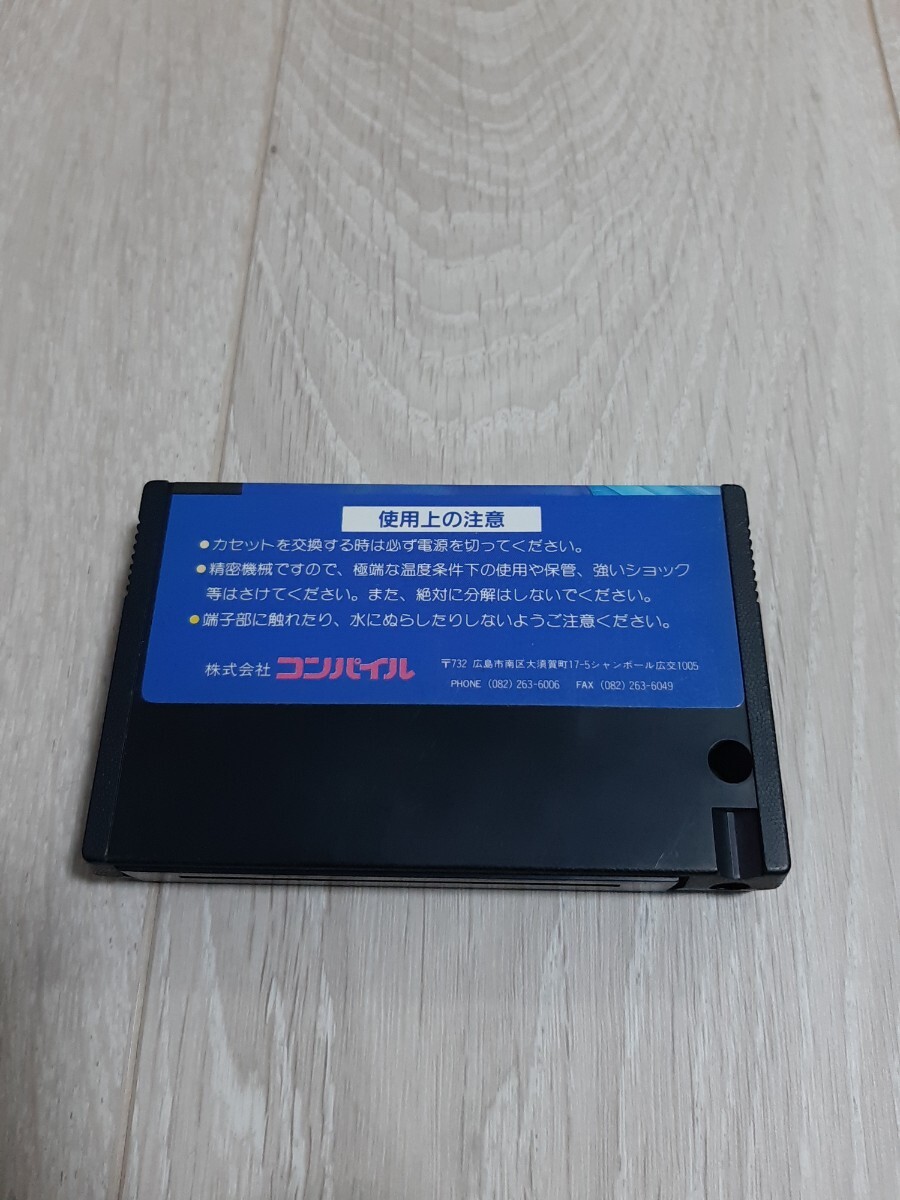 使用上の注意
●カセットを交換する時は必ず電源を切ってください。
●精密機械ですので、極端な温度条件下の使用や保管、強いショック
等はさけてください。また、絶対に分解はしないでください。
●端子部に触れたり、水にぬらしたりしないようご注意ください。
株式会社 コンパイル 〒732 広島市南区大須賀町17-5シャンボール広交1005
PHONE (082) 263-6006 FAX (082) 263-6049